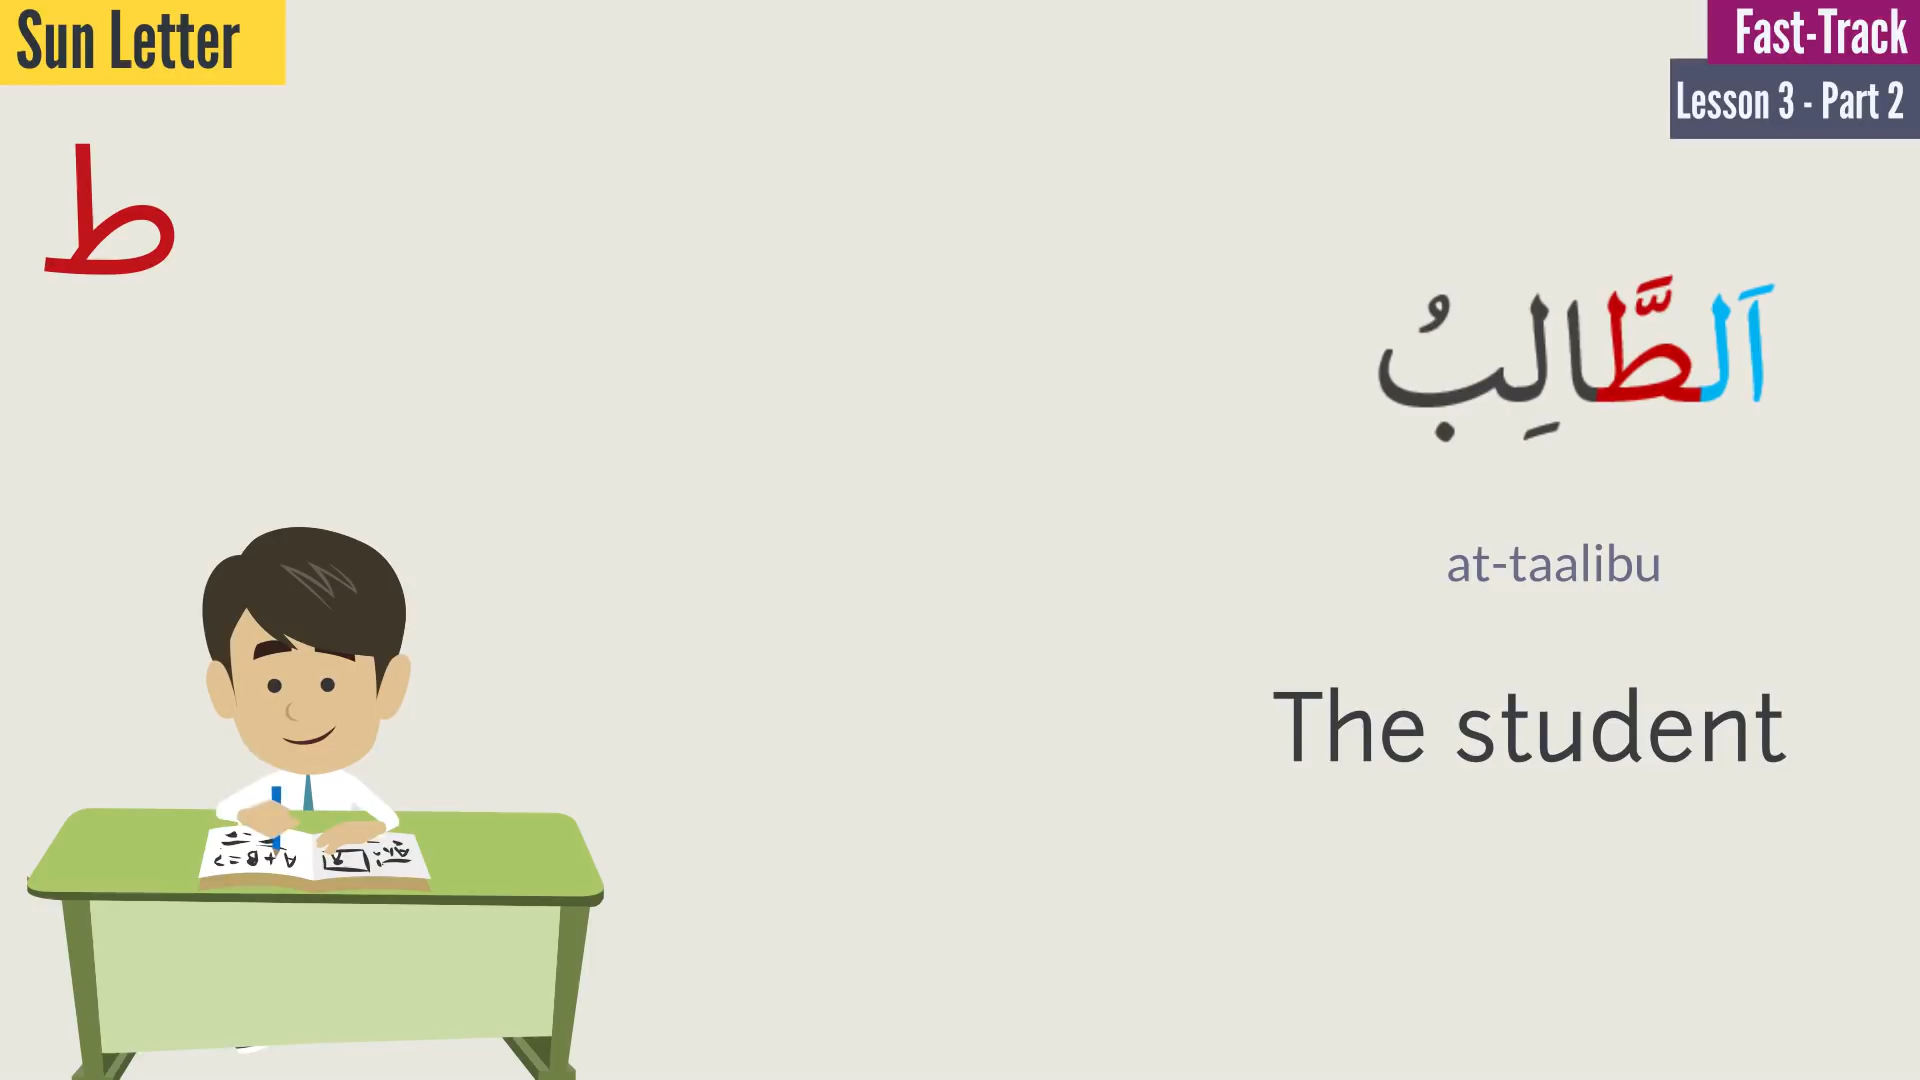 Sun Letter
Fast-Track
Lesson 3 - Part 2
ط
اَلطَّالِبُ
at-taalibu
The student
A+B=?